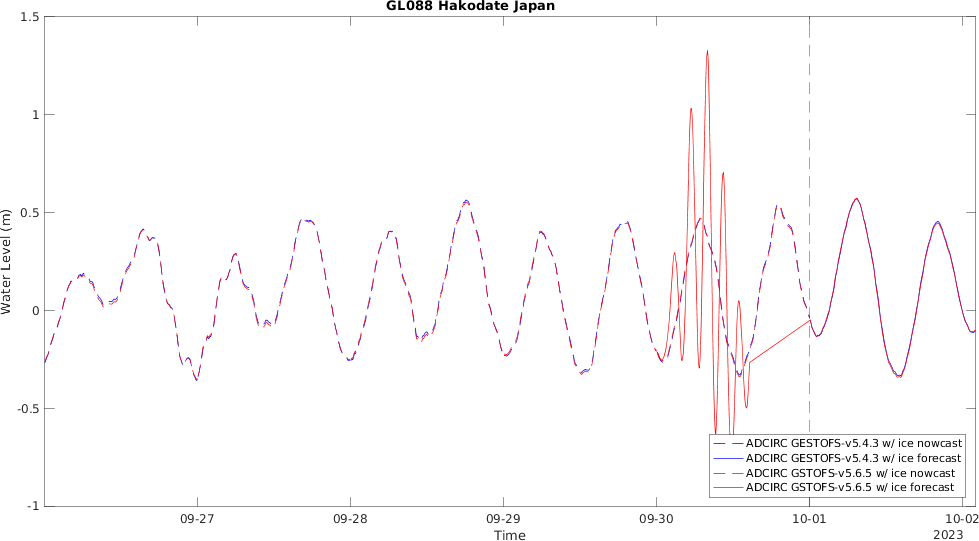 GL088 Hakodate Japan
1.5
1
0.5
0
-0.5
-1
Water Level (m)
09-27
09-28
09-29
09-30
10-01
10-02
2023
Time
ADCIRC GESTOFS-v5.4.3 w/ ice nowcast
ADCIRC GESTOFS-v5.4.3 w/ ice forecast
ADCIRC GSTOFS-v5.6.5 w/ ice nowcast
ADCIRC GSTOFS-v5.6.5 w/ ice forecast